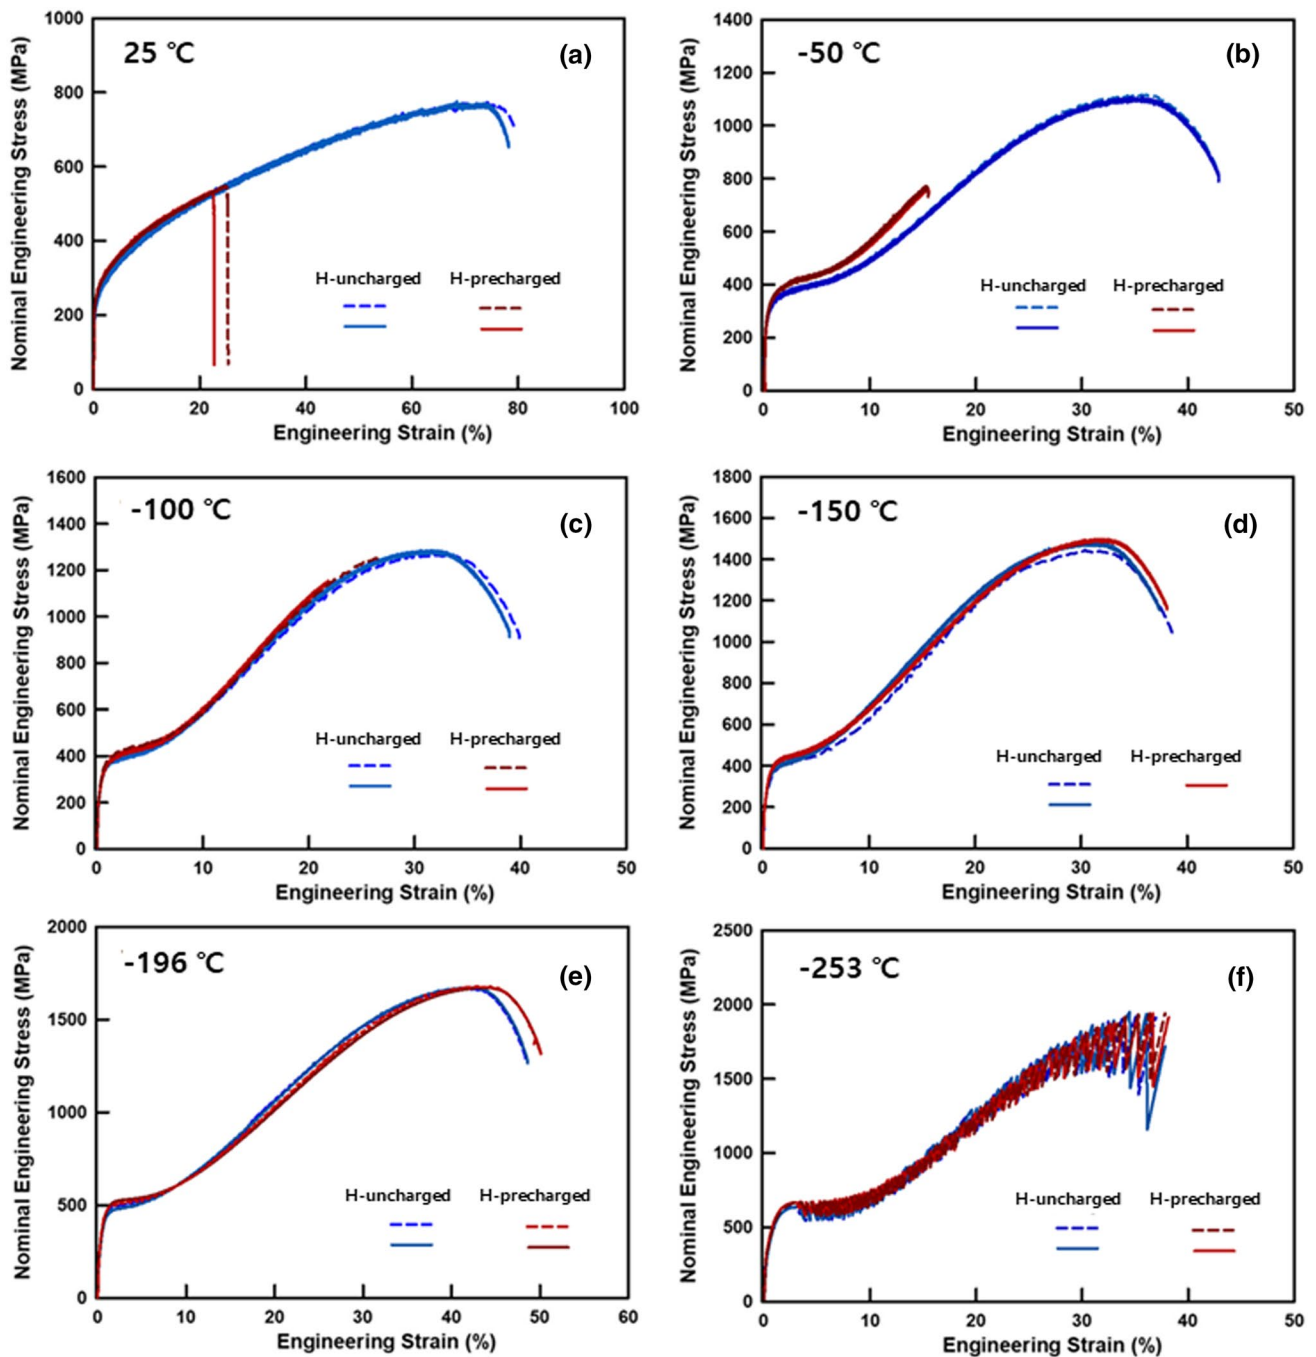 25 ℃
(a)
Nominal Engineering Stress (MPa)
1000
800
600
400
200
0
H-uncharged H-precharged
0 20 40 60 80 100
Engineering Strain (%)
-50 ℃
(b)
Nominal Engineering Stress (MPa)
1400
1200
1000
800
600
400
200
0
H-uncharged H-precharged
0 10 20 30 40 50
Engineering Strain (%)
-100 ℃
(c)
Nominal Engineering Stress (MPa)
1600
1400
1200
1000
800
600
400
200
0
H-uncharged H-precharged
0 10 20 30 40 50
Engineering Strain (%)
-150 ℃
(d)
Nominal Engineering Stress (MPa)
1800
1600
1400
1200
1000
800
600
400
200
0
H-uncharged H-precharged
0 10 20 30 40 50
Engineering Strain (%)
-196 ℃
(e)
Nominal Engineering Stress (MPa)
2000
1500
1000
500
0
H-uncharged H-precharged
0 10 20 30 40 50 60
Engineering Strain (%)
-253 ℃
(f)
Nominal Engineering Stress (MPa)
2500
2000
1500
1000
500
0
H-uncharged H-precharged
0 10 20 30 40 50
Engineering Strain (%)